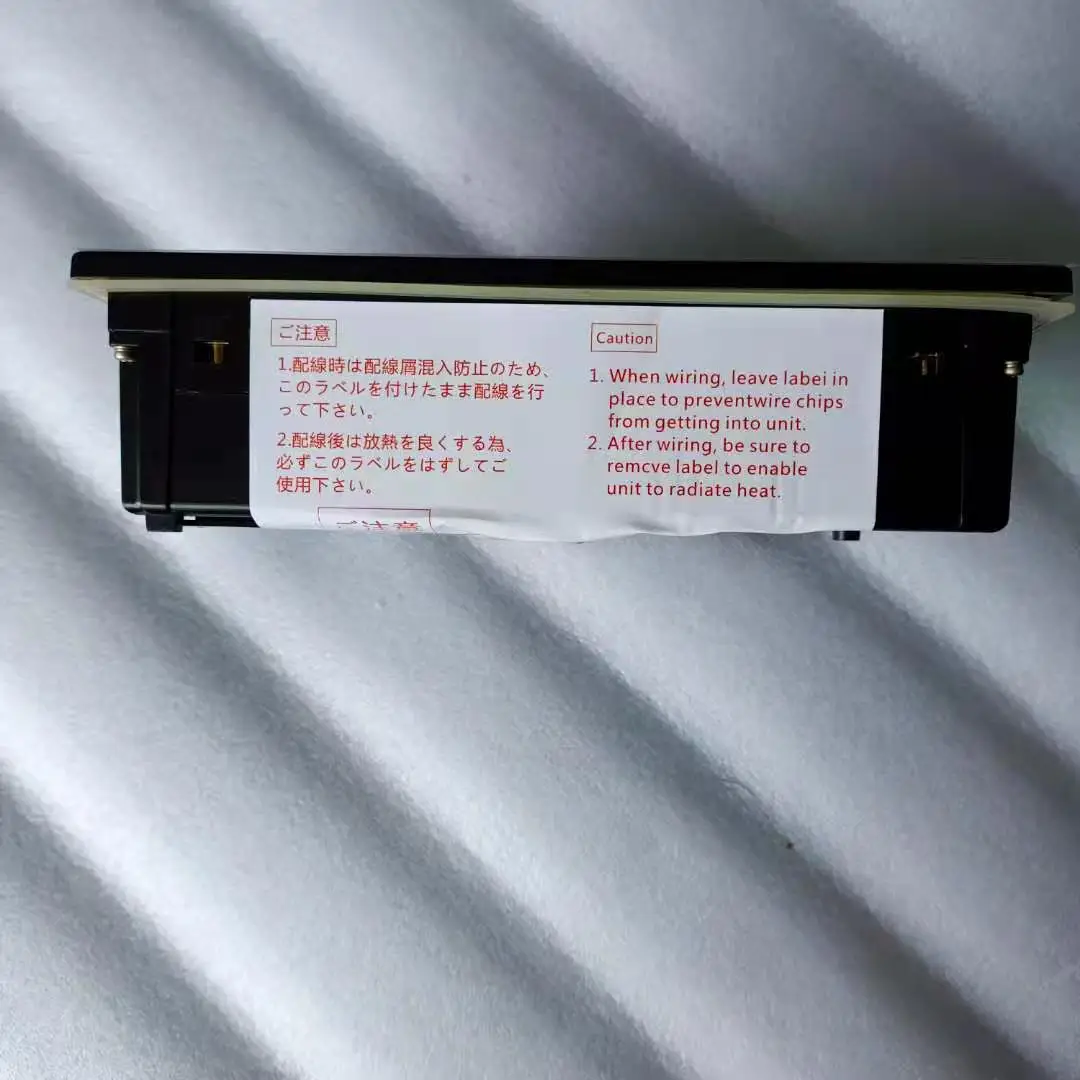 ご注意
1.配線時は配線屑混入防止のため、
このラベルを付けたまま配線を行
って下さい。
2.配線後は放熱を良くする為、
必ずこのラベルをはずしてご
使用下さい。
ご注意
Caution
1. When wiring, leave labei in
place to preventwire chips
from getting into unit.
2. After wiring, be sure to
remcve label to enable
unit to radiate heat.